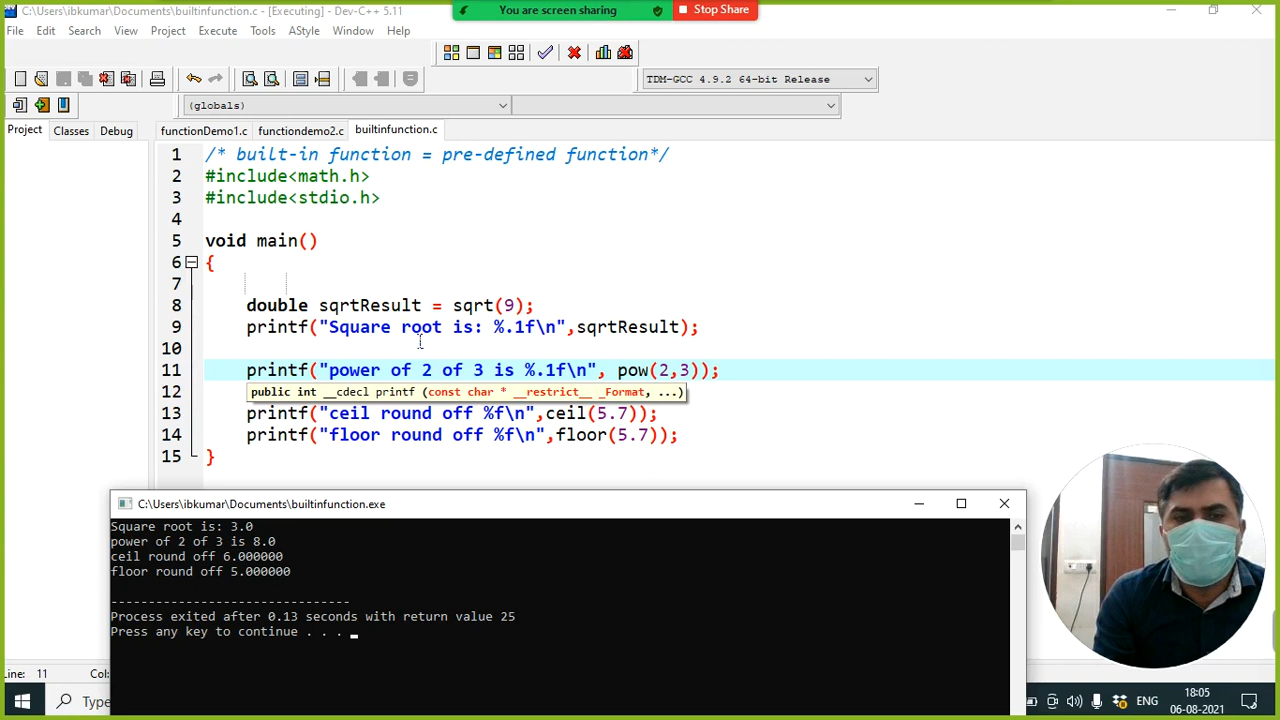 C:\Users\ibkumar\Documents\builtinfunction.c - [Executing] - Dev-C++ 5.11
You are screen sharing
Stop Share
File Edit Search View Project Execute Tools AStyle Window Help
TDM-GCC 4.9.2 64-bit Release
(globals)
Project Classes Debug
functionDemo1.c functiondemo2.c builtinfunction.c
1 /* built-in function = pre-defined function*/
2 #include<math.h>
3 #include<stdio.h>
4
5 void main()
6 {
7
8 double sqrtResult = sqrt(9);
9 printf("Square root is: %.1f\n",sqrtResult);
10
11 printf("power of 2 of 3 is %.1f\n", pow(2,3));
12 public int __cdecl printf (const char * __restrict__ _Format, ...)
13 printf("ceil round off %f\n",ceil(5.7));
14 printf("floor round off %f\n",floor(5.7));
15 }
C:\Users\ibkumar\Documents\builtinfunction.exe
Square root is: 3.0
power of 2 of 3 is 8.0
ceil round off 6.000000
floor round off 5.000000
--------------------------------
Process exited after 0.13 seconds with return value 25
Press any key to continue . . .
Line: 11 Col:
Type
ENG
18:05
06-08-2021